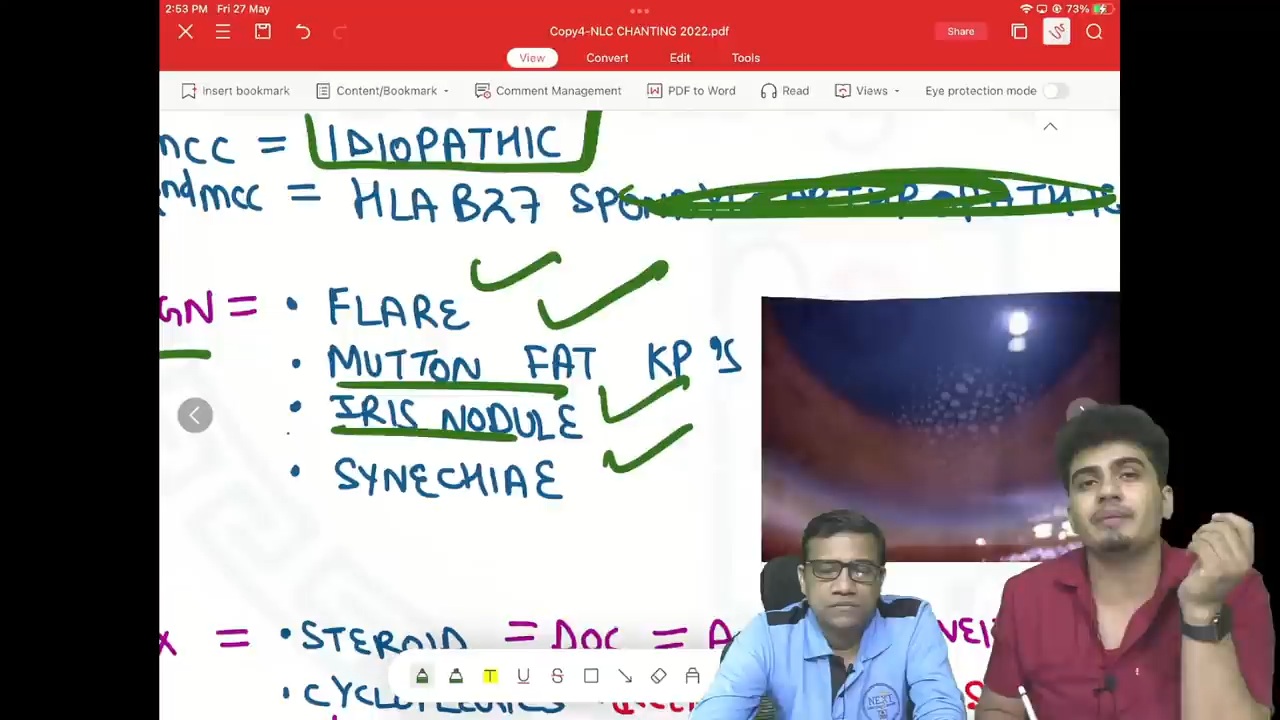 2:53 PM Fri 27 May
73%
Copy4-NLC CHANTING 2022.pdf
Share
View Convert Edit Tools
Insert bookmark Content/Bookmark Comment Management PDF to Word Read Views Eye protection mode
mcc = IDIOPATHIC
ndmcc = HLA B27
GN = • FLARE
• MUTTON FAT KP's
• IRIS NODULE
• SYNECHIAE
x = • STEROID = DOC =
T U S
NEXT